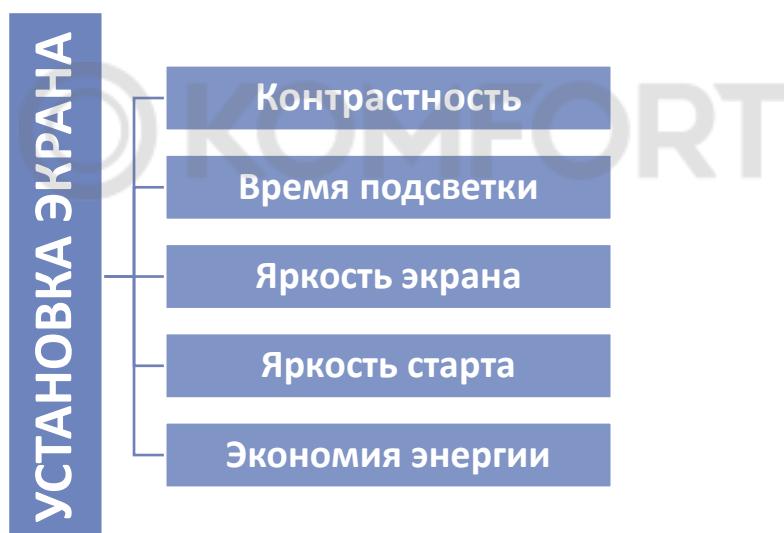 УСТАНОВКА ЭКРАНА
KOMFORT
Контрастность
Время подсветки
Яркость экрана
Яркость старта
Экономия энергии